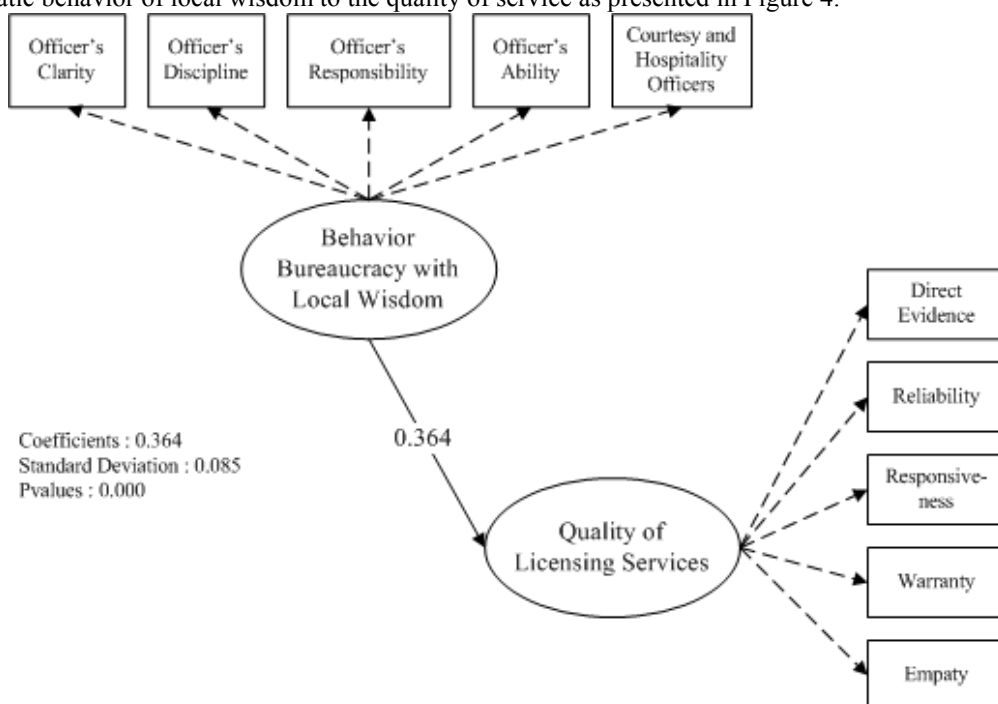 atic behavior of local wisdom to the quality of service as presented in Figure 4.
Officer's
Clarity
Officer's
Discipline
Officer's
Responsibility
Officer's
Ability
Courtesy and
Hospitality
Officers
Behavior
Bureaucracy with
Local Wisdom
Direct
Evidence
Reliability
Coefficients : 0.364
Standard Deviation : 0.085
Pvalues : 0.000
0.364
Responsive-
ness
Quality of
Licensing Services
Warranty
Empaty